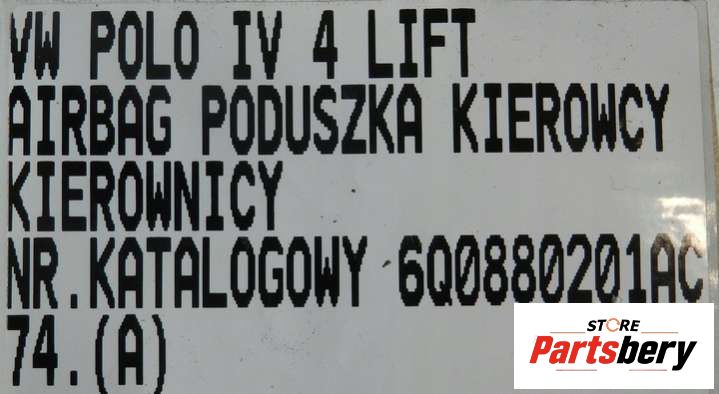 VW POLO IV 4 LIFT
AIRBAG PODUSZKA KIEROWCY
KIEROWNICY
NR.KATALOGOWY 6Q0880201AC
74.(A)
STORE
Partsbery